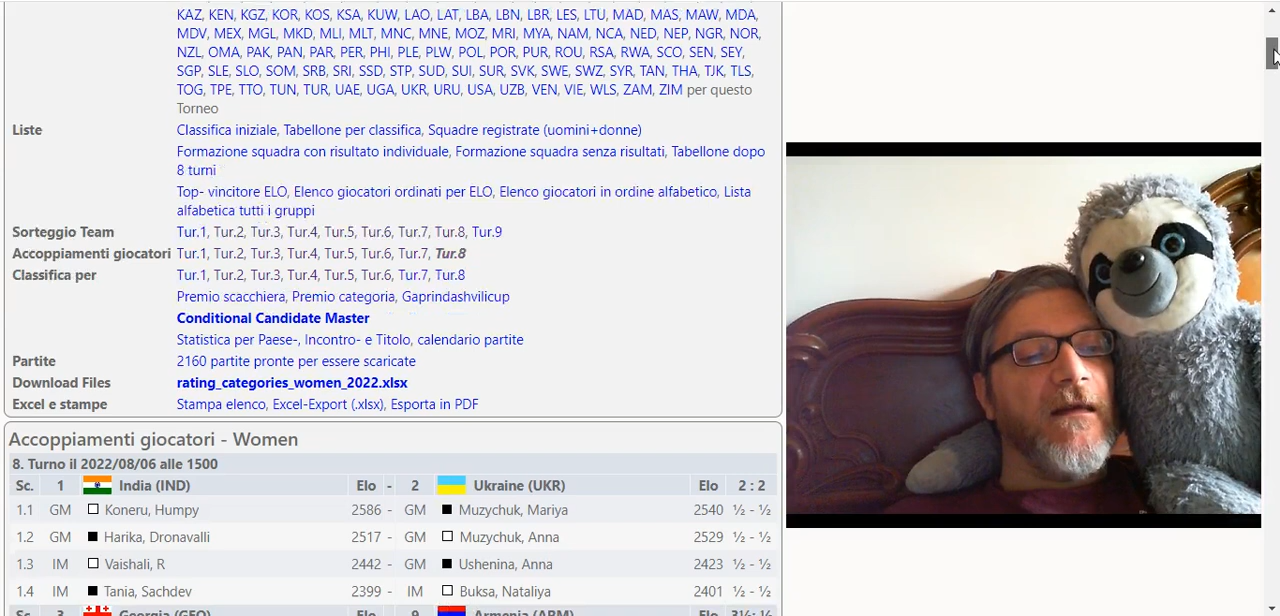 KAZ, KEN, KGZ, KOR, KOS, KSA, KUW, LAO, LAT, LBA, LBN, LBR, LES, LTU, MAD, MAS, MAW, MDA,
MDV, MEX, MGL, MKD, MLI, MLT, MNC, MNE, MOZ, MRI, MYA, NAM, NCA, NED, NEP, NGR, NOR,
NZL, OMA, PAK, PAN, PAR, PER, PHI, PLE, PLW, POL, POR, PUR, ROU, RSA, RWA, SCO, SEN, SEY,
SGP, SLE, SLO, SOM, SRB, SRI, SSD, STP, SUD, SUI, SUR, SVK, SWE, SWZ, SYR, TAN, THA, TJK, TLS,
TOG, TPE, TTO, TUN, TUR, UAE, UGA, UKR, URU, USA, UZB, VEN, VIE, WLS, ZAM, ZIM per questo
Torneo
Liste Classifica iniziale, Tabellone per classifica, Squadre registrate (uomini+donne)
Formazione squadra con risultato individuale, Formazione squadra senza risultati, Tabellone dopo
8 turni
Top- vincitore ELO, Elenco giocatori ordinati per ELO, Elenco giocatori in ordine alfabetico, Lista
alfabetica tutti i gruppi
Sorteggio Team Tur.1, Tur.2, Tur.3, Tur.4, Tur.5, Tur.6, Tur.7, Tur.8, Tur.9
Accoppiamenti giocatori Tur.1, Tur.2, Tur.3, Tur.4, Tur.5, Tur.6, Tur.7, Tur.8
Classifica per Tur.1, Tur.2, Tur.3, Tur.4, Tur.5, Tur.6, Tur.7, Tur.8
Premio scacchiera, Premio categoria, Gaprindashvilicup
Conditional Candidate Master
Statistica per Paese-, Incontro- e Titolo, calendario partite
Partite 2160 partite pronte per essere scaricate
Download Files rating_categories_women_2022.xlsx
Excel e stampe Stampa elenco, Excel-Export (.xlsx), Esporta in PDF
Accoppiamenti giocatori - Women
8. Turno il 2022/08/06 alle 1500
Sc. 1 India (IND) Elo - 2 Ukraine (UKR) Elo 2 : 2
1.1 GM Koneru, Humpy 2586 - GM Muzychuk, Mariya 2540 ½ - ½
1.2 GM Harika, Dronavalli 2517 - GM Muzychuk, Anna 2529 ½ - ½
1.3 IM Vaishali, R 2442 - GM Ushenina, Anna 2423 ½ - ½
1.4 IM Tania, Sachdev 2399 - IM Buksa, Nataliya 2401 ½ - ½
Sc. 3 Georgia (GEO) Elo - 9 Armenia (ARM) Elo 3½: ½